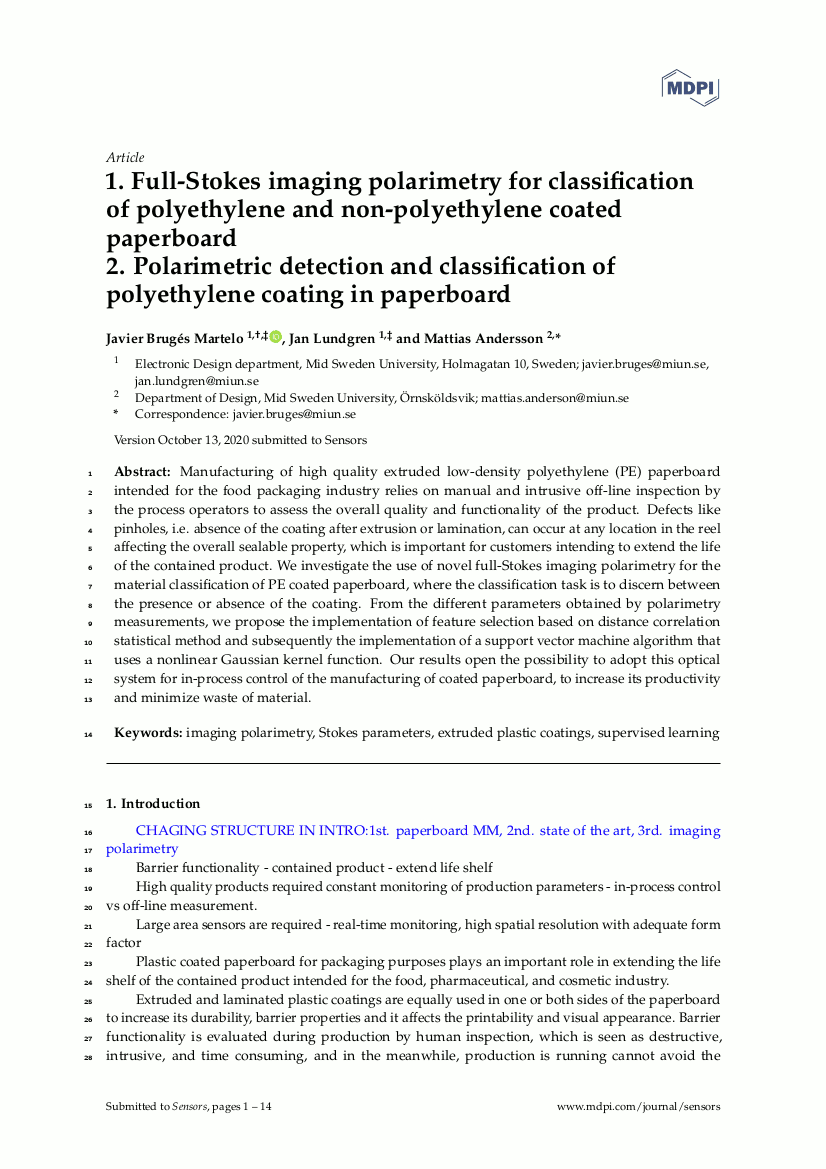 MDPI
Article
1. Full-Stokes imaging polarimetry for classification
of polyethylene and non-polyethylene coated
paperboard
2. Polarimetric detection and classification of
polyethylene coating in paperboard
Javier Brugés Martelo 1,†,‡ iD, Jan Lundgren 1,‡ and Mattias Andersson 2,*
1 Electronic Design department, Mid Sweden University, Holmagatan 10, Sweden; javier.bruges@miun.se,
jan.lundgren@miun.se
2 Department of Design, Mid Sweden University, Örnsköldsvik; mattias.anderson@miun.se
* Correspondence: javier.bruges@miun.se
Version October 13, 2020 submitted to Sensors
1 Abstract: Manufacturing of high quality extruded low-density polyethylene (PE) paperboard
2 intended for the food packaging industry relies on manual and intrusive off-line inspection by
3 the process operators to assess the overall quality and functionality of the product. Defects like
4 pinholes, i.e. absence of the coating after extrusion or lamination, can occur at any location in the reel
5 affecting the overall sealable property, which is important for customers intending to extend the life
6 of the contained product. We investigate the use of novel full-Stokes imaging polarimetry for the
7 material classification of PE coated paperboard, where the classification task is to discern between
8 the presence or absence of the coating. From the different parameters obtained by polarimetry
9 measurements, we propose the implementation of feature selection based on distance correlation
10 statistical method and subsequently the implementation of a support vector machine algorithm that
11 uses a nonlinear Gaussian kernel function. Our results open the possibility to adopt this optical
12 system for in-process control of the manufacturing of coated paperboard, to increase its productivity
13 and minimize waste of material.
14 Keywords: imaging polarimetry, Stokes parameters, extruded plastic coatings, supervised learning
15 1. Introduction
16 CHAGING STRUCTURE IN INTRO:1st. paperboard MM, 2nd. state of the art, 3rd. imaging
17 polarimetry
18 Barrier functionality - contained product - extend life shelf
19 High quality products required constant monitoring of production parameters - in-process control
20 vs off-line measurement.
21 Large area sensors are required - real-time monitoring, high spatial resolution with adequate form
22 factor
23 Plastic coated paperboard for packaging purposes plays an important role in extending the life
24 shelf of the contained product intended for the food, pharmaceutical, and cosmetic industry.
25 Extruded and laminated plastic coatings are equally used in one or both sides of the paperboard
26 to increase its durability, barrier properties and it affects the printability and visual appearance. Barrier
27 functionality is evaluated during production by human inspection, which is seen as destructive,
28 intrusive, and time consuming, and in the meanwhile, production is running cannot avoid the
Submitted to Sensors, pages 1 – 14
www.mdpi.com/journal/sensors